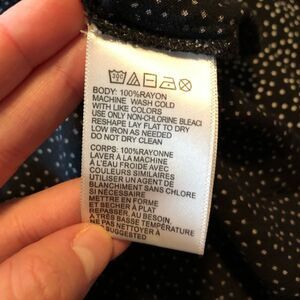 30C
BODY: 100%RAYON
MACHINE WASH COLD
WITH LIKE COLORS
USE ONLY NON-CHLORINE BLEAC
RESHAPE LAY FLAT TO DRY
LOW IRON AS NEEDED
DO NOT DRY CLEAN
CORPS: 100%RAYONNE
LAVER À LA MACHINE
À L'EAU FROIDE AVEC
COULEURS SIMILAIRES
UTILISER UN AGENT DE
BLANCHIMENT SANS CHLORE
SI NÉCESSAIRE
METTRE EN FORME
ET SÉCHER À PLAT
REPASSER, AU BESOIN,
À TRÈS BASSE TEMPÉRATURE
NE PAS NETTOYER À
SUGGESTED